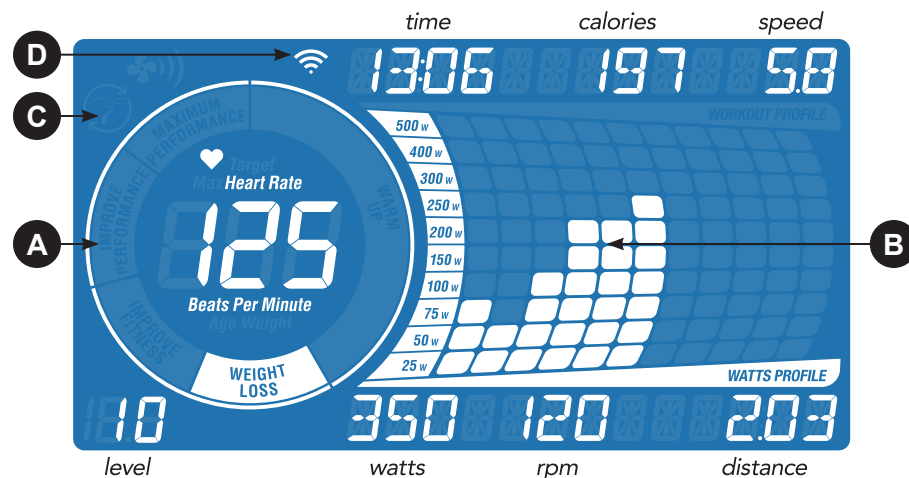 time calories speed
D
13:06 197 5.8
C
MAXIMUM PERFORMANCE
WORKOUT PROFILE
500 W
400 W
300 W
250 W
200 W
150 W
100 W
75 W
50 W
25 W
Target
Max Heart Rate
125
Beats Per Minute
Age Weight
WARM UP
IMPROVE PERFORMANCE
IMPROVE FITNESS
WEIGHT LOSS
A
B
WATTS PROFILE
10 350 120 2.03
level watts rpm distance